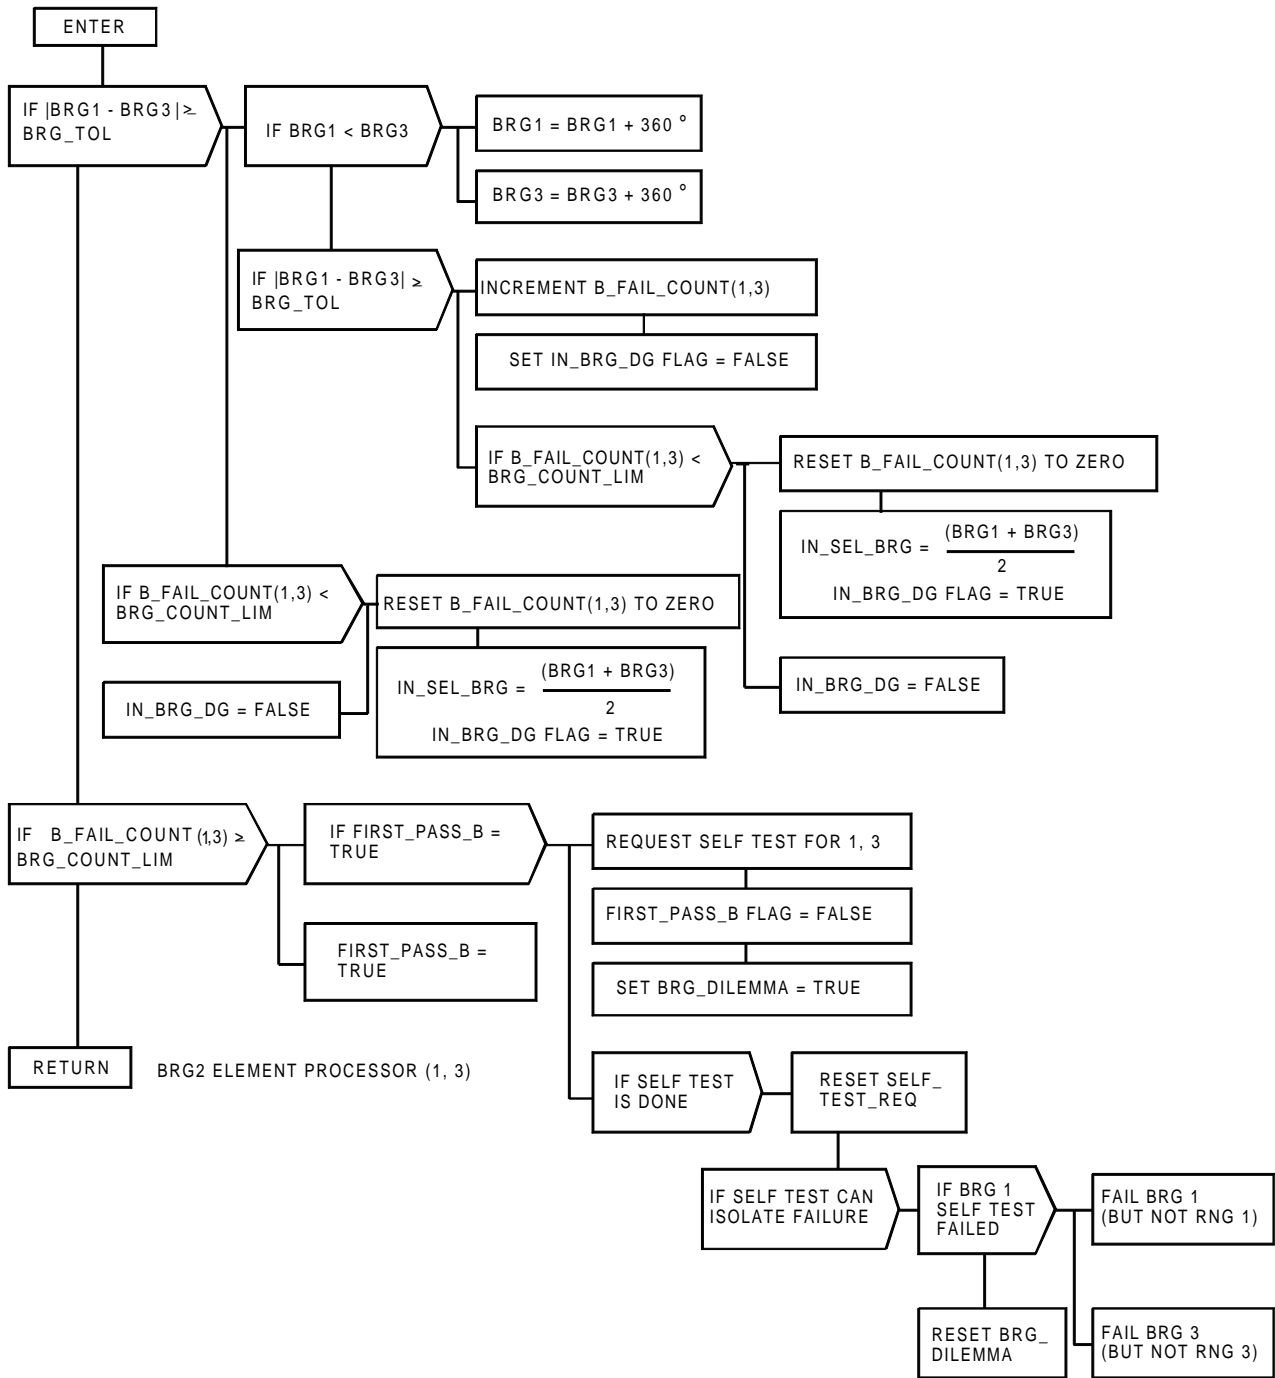 ENTER
IF |BRG1 - BRG3| ≥
BRG_TOL
IF BRG1 < BRG3
BRG1 = BRG1 + 360 °
BRG3 = BRG3 + 360 °
IF |BRG1 - BRG3| ≥
BRG_TOL
INCREMENT B_FAIL_COUNT(1,3)
SET IN_BRG_DG FLAG = FALSE
IF B_FAIL_COUNT(1,3) <
BRG_COUNT_LIM
RESET B_FAIL_COUNT(1,3) TO ZERO
IN_SEL_BRG = (BRG1 + BRG3)
2
IN_BRG_DG FLAG = TRUE
IN_BRG_DG = FALSE
IF B_FAIL_COUNT(1,3) <
BRG_COUNT_LIM
RESET B_FAIL_COUNT(1,3) TO ZERO
IN_SEL_BRG = (BRG1 + BRG3)
2
IN_BRG_DG FLAG = TRUE
IN_BRG_DG = FALSE
IF B_FAIL_COUNT (1,3) ≥
BRG_COUNT_LIM
IF FIRST_PASS_B =
TRUE
REQUEST SELF TEST FOR 1, 3
FIRST_PASS_B FLAG = FALSE
SET BRG_DILEMMA = TRUE
FIRST_PASS_B =
TRUE
RETURN
BRG2 ELEMENT PROCESSOR (1, 3)
IF SELF TEST
IS DONE
RESET SELF_
TEST_REQ
IF SELF TEST CAN
ISOLATE FAILURE
IF BRG 1
SELF TEST
FAILED
FAIL BRG 1
(BUT NOT RNG 1)
RESET BRG_
DILEMMA
FAIL BRG 3
(BUT NOT RNG 3)